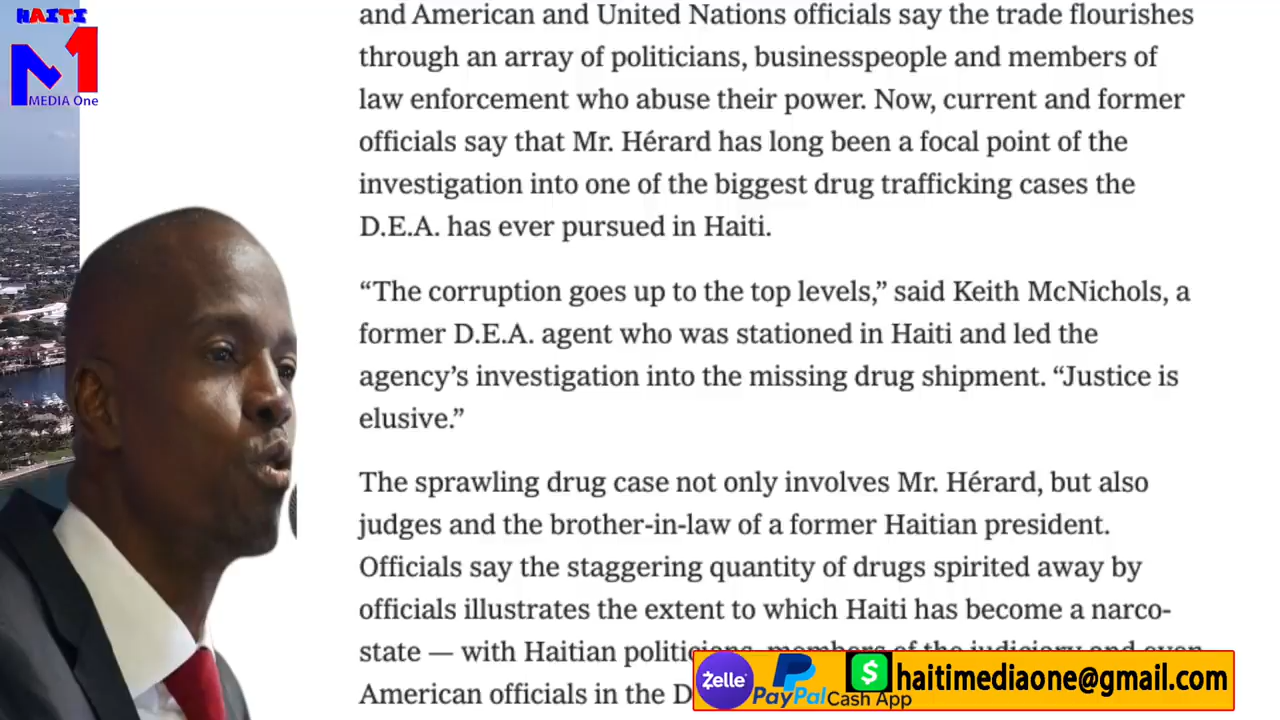 HAITI
M1
MEDIA One
and American and United Nations officials say the trade flourishes
through an array of politicians, businesspeople and members of
law enforcement who abuse their power. Now, current and former
officials say that Mr. Hérard has long been a focal point of the
investigation into one of the biggest drug trafficking cases the
D.E.A. has ever pursued in Haiti.
“The corruption goes up to the top levels,” said Keith McNichols, a
former D.E.A. agent who was stationed in Haiti and led the
agency’s investigation into the missing drug shipment. “Justice is
elusive.”
The sprawling drug case not only involves Mr. Hérard, but also
judges and the brother-in-law of a former Haitian president.
Officials say the staggering quantity of drugs spirited away by
officials illustrates the extent to which Haiti has become a narco-
state — with Haitian politicians, members of the judiciary and even
American officials in the D
Zelle
PayPal
$
Cash App
haitimediaone@gmail.com